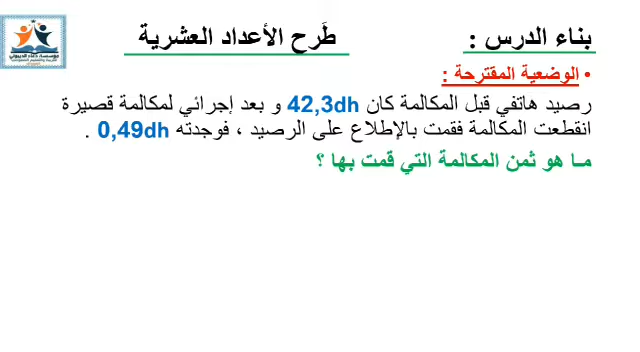 بناء الدرس :
طَرح الأعداد العشرية
• الوضعية المقترحة :
رصيد هاتفي قبل المكالمة كان 42,3dh و بعد إجرائي لمكالمة قصيرة
انقطعت المكالمة فقمت بالإطلاع على الرصيد ، فوجدته 0,49dh .
مـا هو ثمن المكالمة التي قمت بها ؟